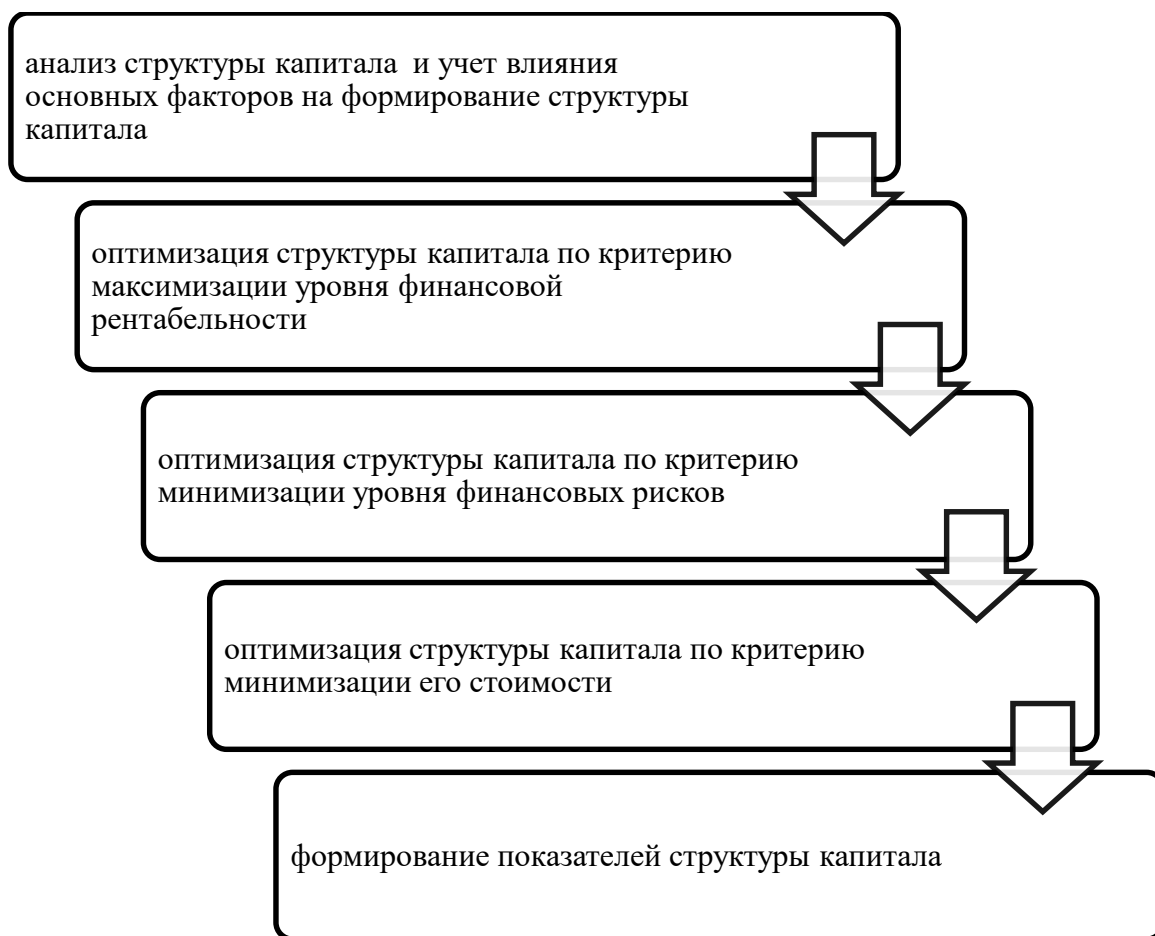 анализ структуры капитала и учет влияния
основных факторов на формирование структуры
капитала
оптимизация структуры капитала по критерию
максимизации уровня финансовой
рентабельности
оптимизация структуры капитала по критерию
минимизации уровня финансовых рисков
оптимизация структуры капитала по критерию
минимизации его стоимости
формирование показателей структуры капитала